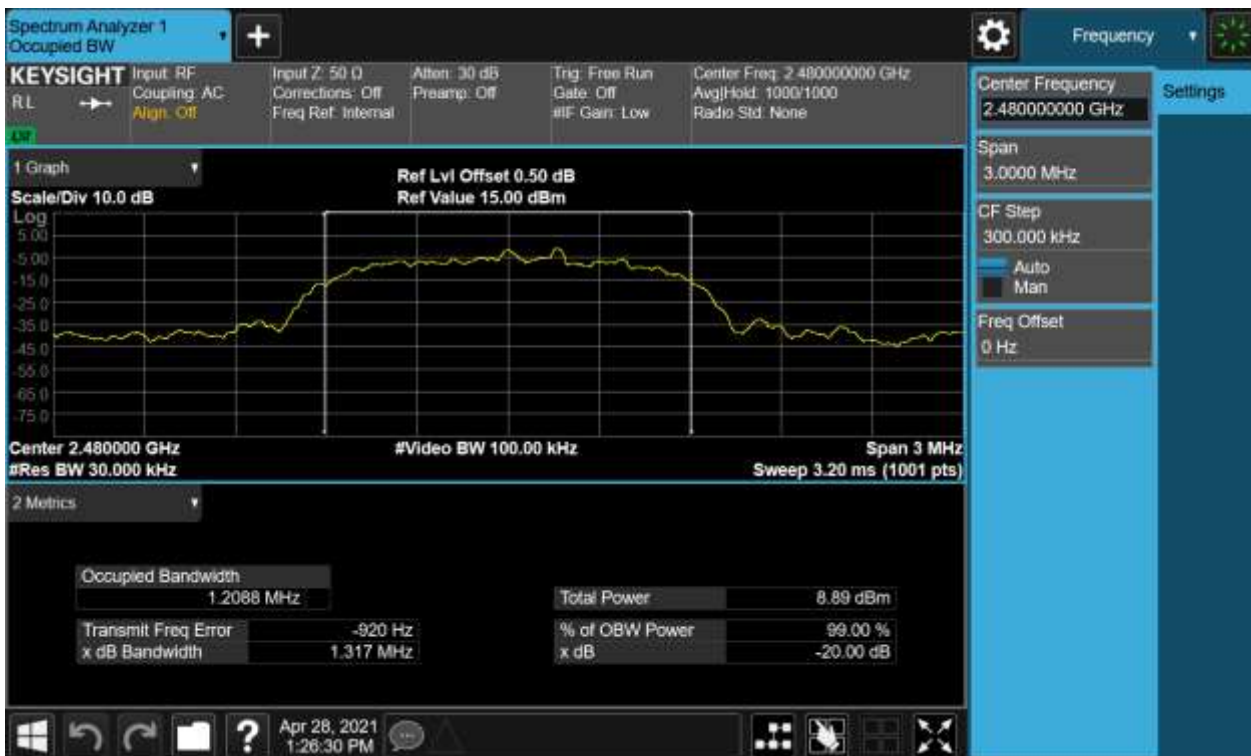 Spectrum Analyzer 1
Occupied BW
Frequency
KEYSIGHT
RL
Input: RF
Coupling: AC
Align: Off
Input Z: 50 Ω
Corrections: Off
Freq Ref: Internal
Atten: 30 dB
Preamp: Off
Trig: Free Run
Gate: Off
#IF Gain: Low
Center Freq: 2.480000000 GHz
Avg|Hold: 1000/1000
Radio Std: None
Center Frequency
2.480000000 GHz
Settings
Span
3.0000 MHz
CF Step
300.000 kHz
Auto
Man
Freq Offset
0 Hz
1 Graph
Scale/Div 10.0 dB
Ref Lvl Offset 0.50 dB
Ref Value 15.00 dBm
Log
5.00
-5.00
-15.0
-25.0
-35.0
-45.0
-55.0
-65.0
-75.0
Center 2.480000 GHz
#Video BW 100.00 kHz
Span 3 MHz
#Res BW 30.000 kHz
Sweep 3.20 ms (1001 pts)
2 Metrics
Occupied Bandwidth
1.2088 MHz
Total Power 8.89 dBm
Transmit Freq Error -920 Hz
% of OBW Power 99.00 %
x dB Bandwidth 1.317 MHz
x dB -20.00 dB
Apr 28, 2021
1:26:30 PM